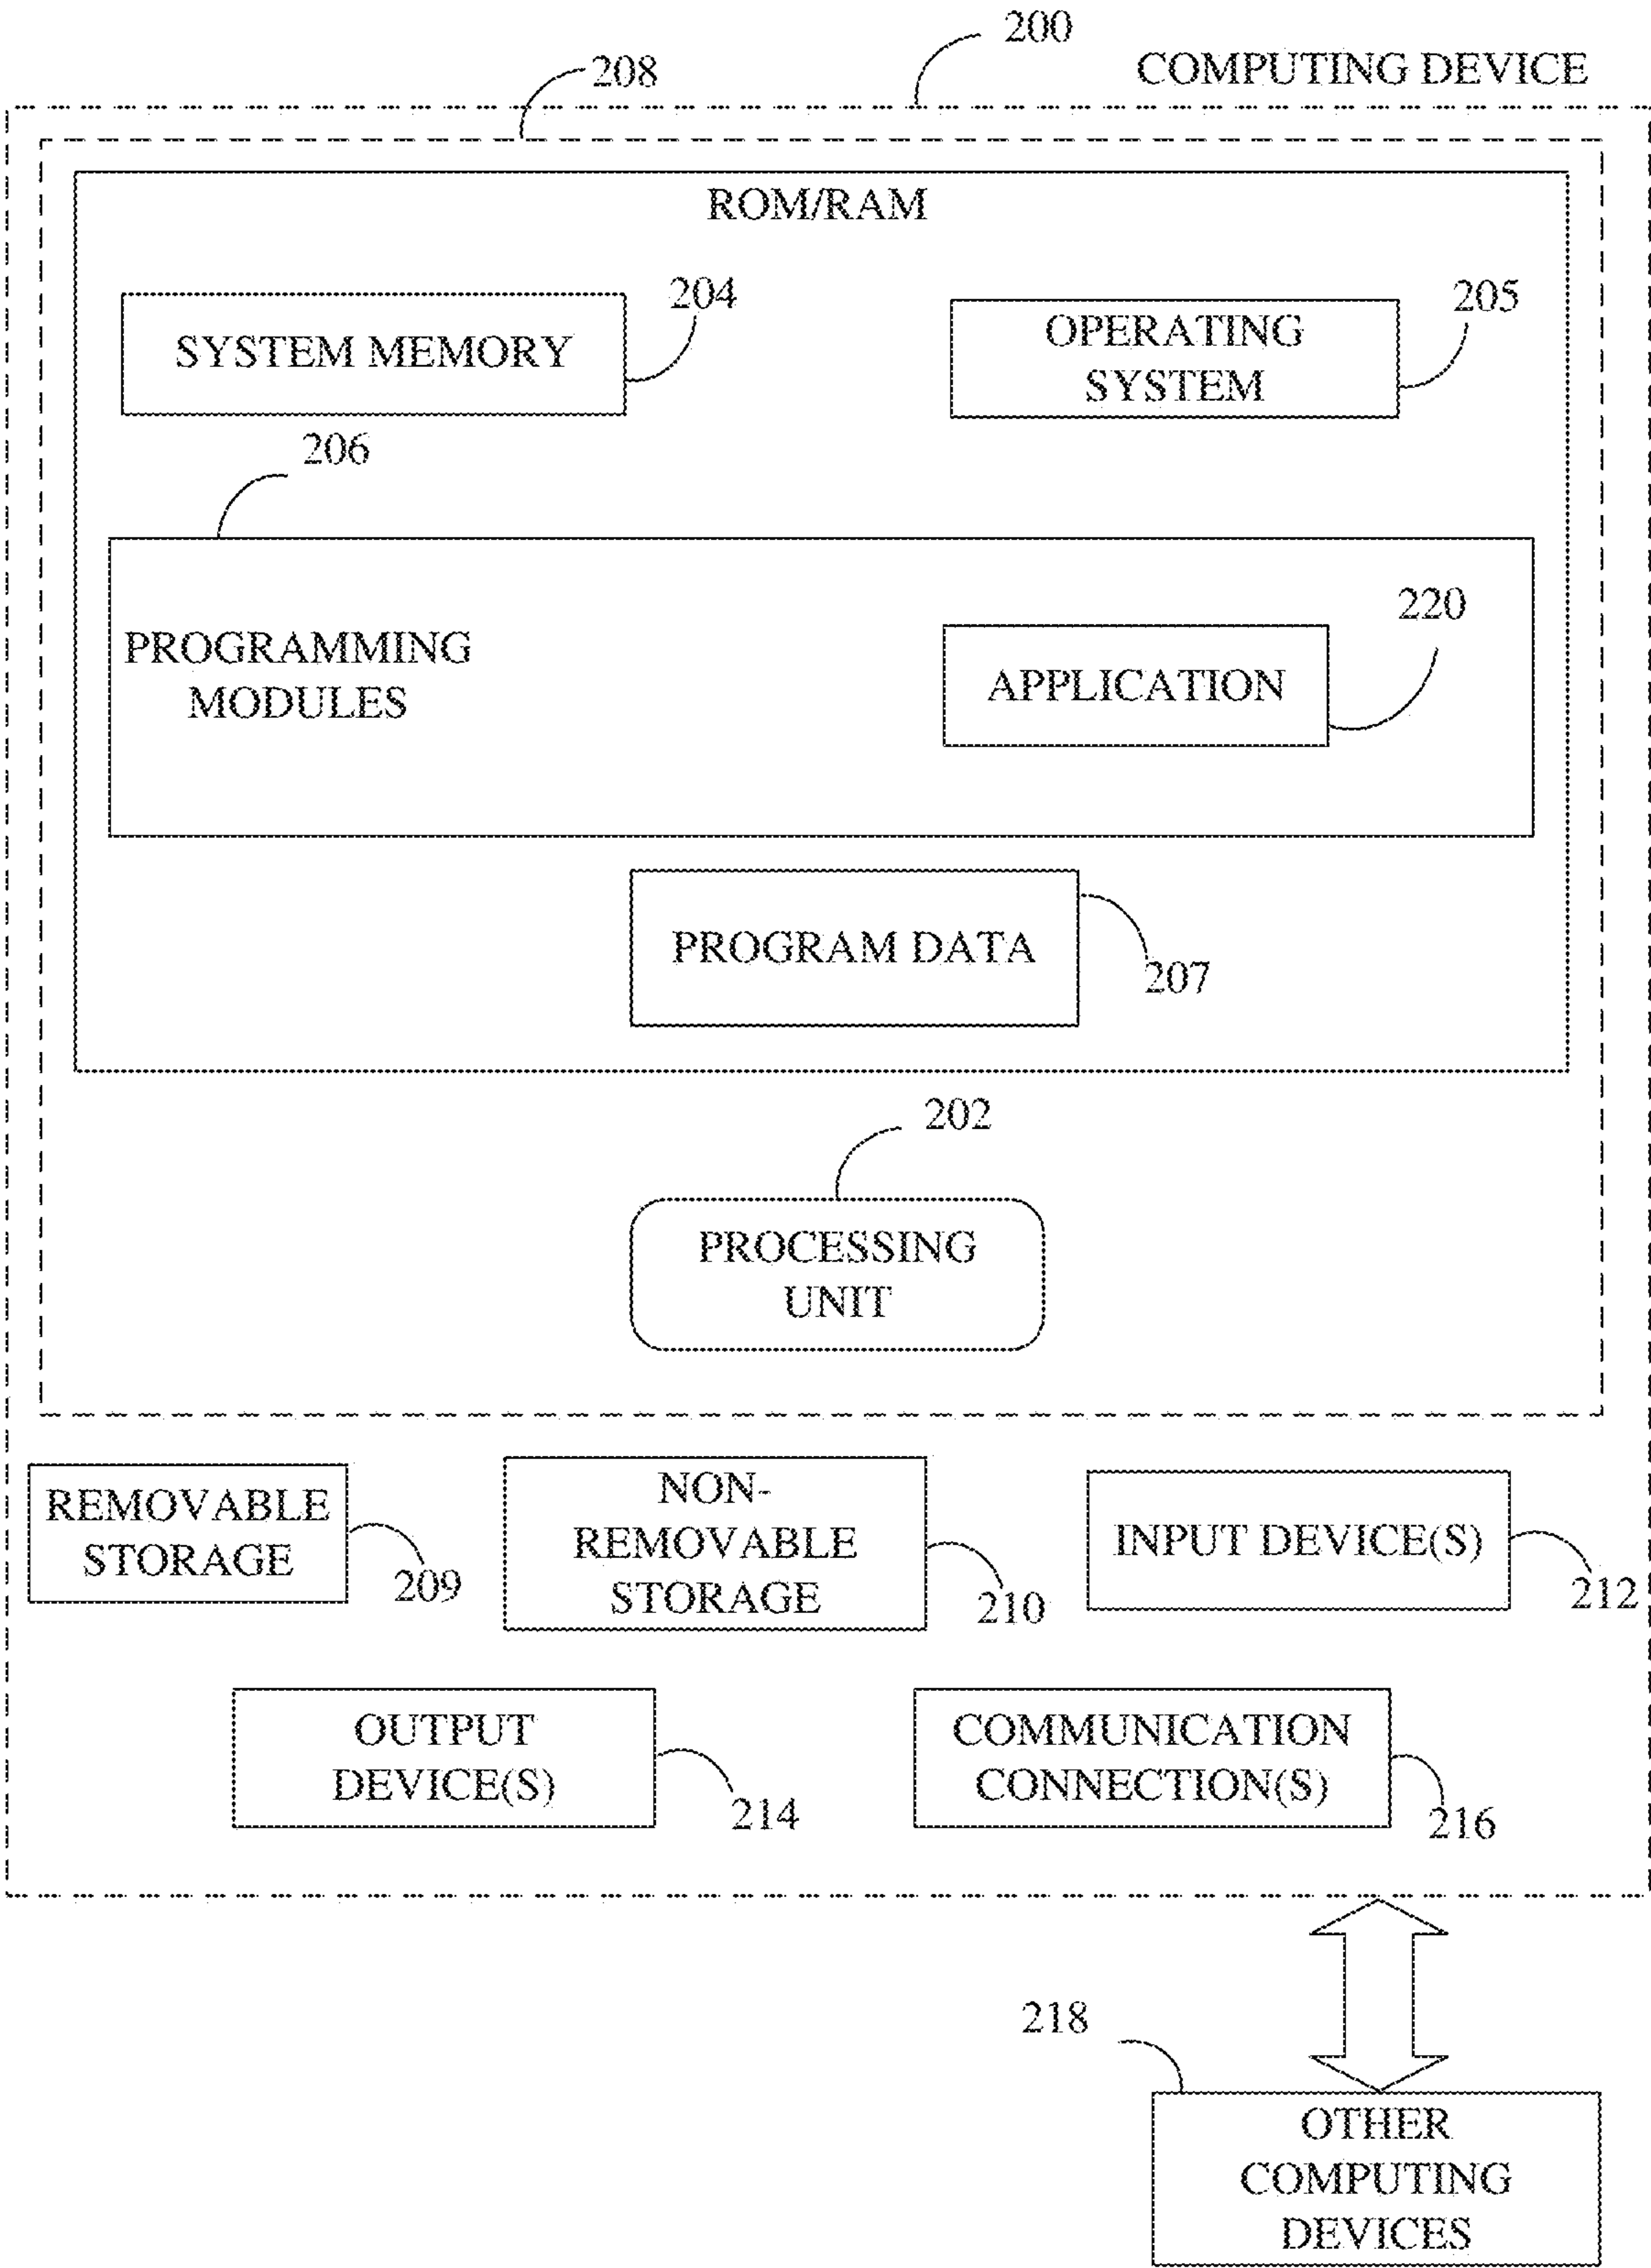 200
COMPUTING DEVICE
208
ROM/RAM
204
205
SYSTEM MEMORY
OPERATING
SYSTEM
206
220
PROGRAMMING
MODULES
APPLICATION
PROGRAM DATA
207
202
PROCESSING
UNIT
REMOVABLE
STORAGE
209
NON-
REMOVABLE
STORAGE
210
INPUT DEVICE(S)
212
OUTPUT
DEVICE(S)
214
COMMUNICATION
CONNECTION(S)
216
218
OTHER
COMPUTING
DEVICES